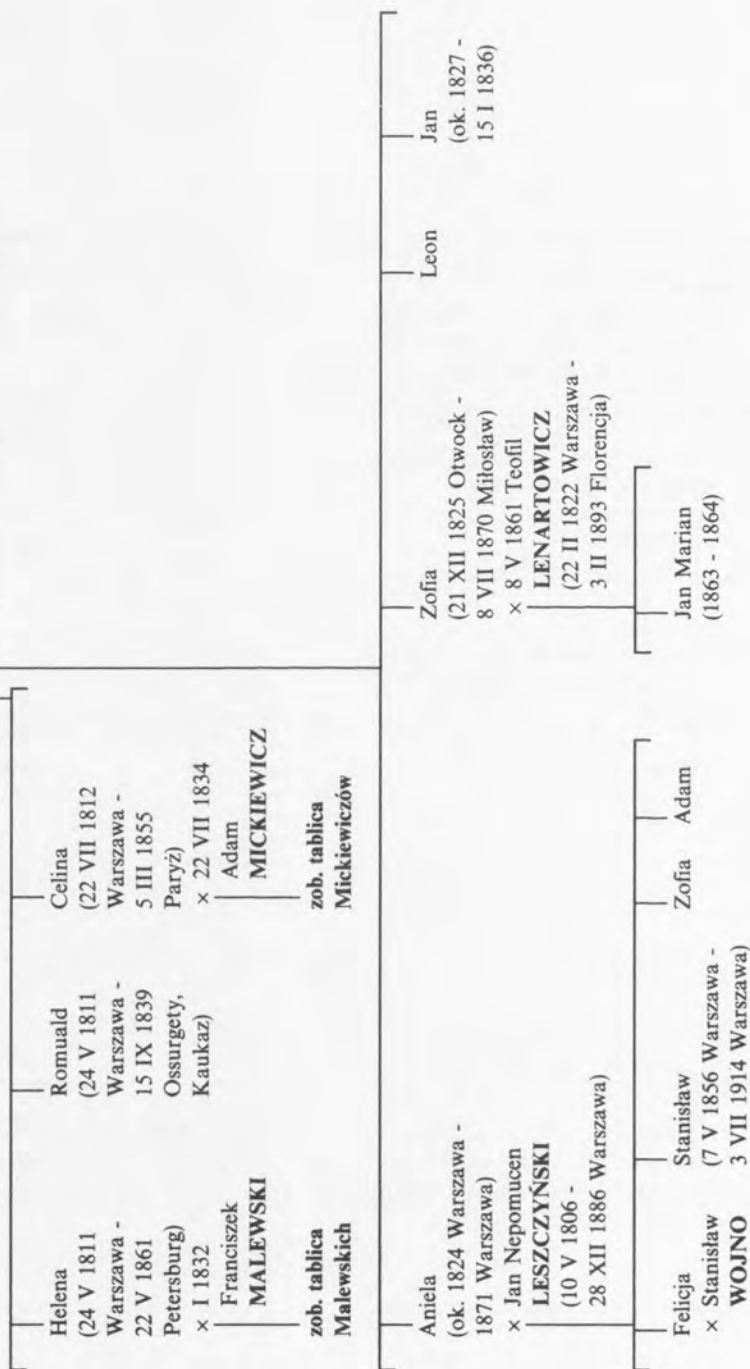 Helena
(24 V 1811
Warszawa -
22 V 1861
Petersburg)
× I 1832
Franciszek
MALEWSKI
zob. tablica
Malewskich
Romuald
(24 V 1811
Warszawa -
15 IX 1839
Ossurgety,
Kaukaz)
Celina
(22 VII 1812
Warszawa -
5 III 1855
Paryż)
× 22 VII 1834
Adam
MICKIEWICZ
zob. tablica
Mickiewiczów
Aniela
(ok. 1824 Warszawa -
1871 Warszawa)
× Jan Nepomucen
LESZCZYŃSKI
(10 V 1806 -
28 XII 1886 Warszawa)
Zofia
(21 XII 1825 Otwock -
8 VII 1870 Miłosław)
× 8 V 1861 Teofil
LENARTOWICZ
(22 II 1822 Warszawa -
3 II 1893 Florencja)
Leon
Jan
(ok. 1827 -
15 I 1836)
Felicja
× Stanisław
WOJNO
Stanisław
(7 V 1856 Warszawa -
3 VII 1914 Warszawa)
Zofia
Adam
Jan Marian
(1863 - 1864)